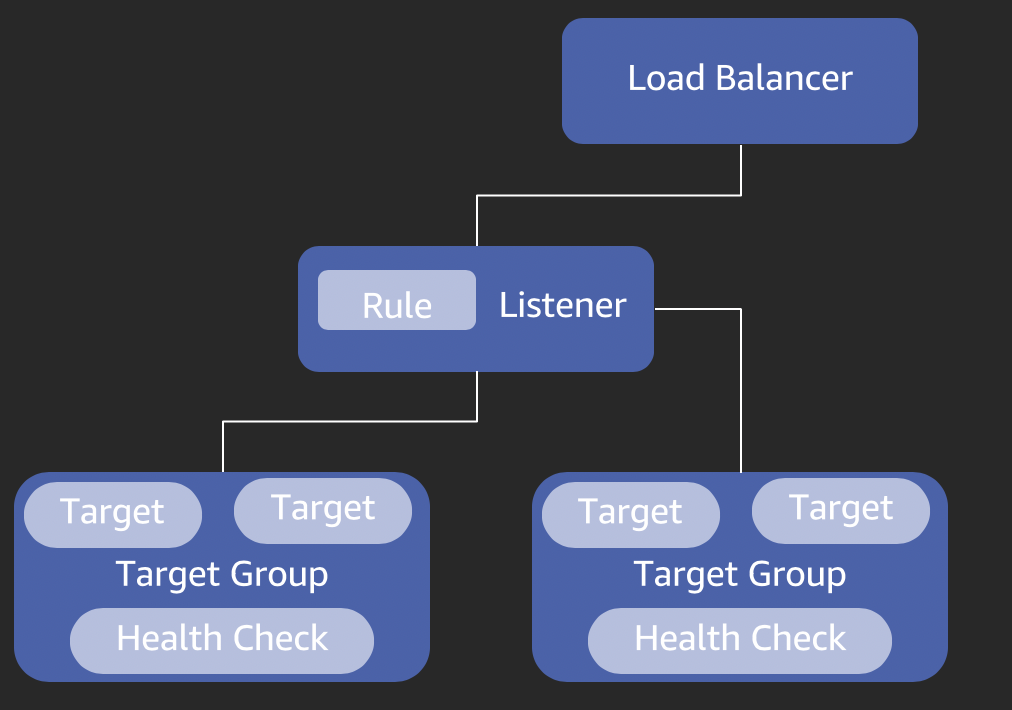 Load Balancer
Rule
Listener
Target
Target
Target Group
Health Check
Target
Target
Target Group
Health Check